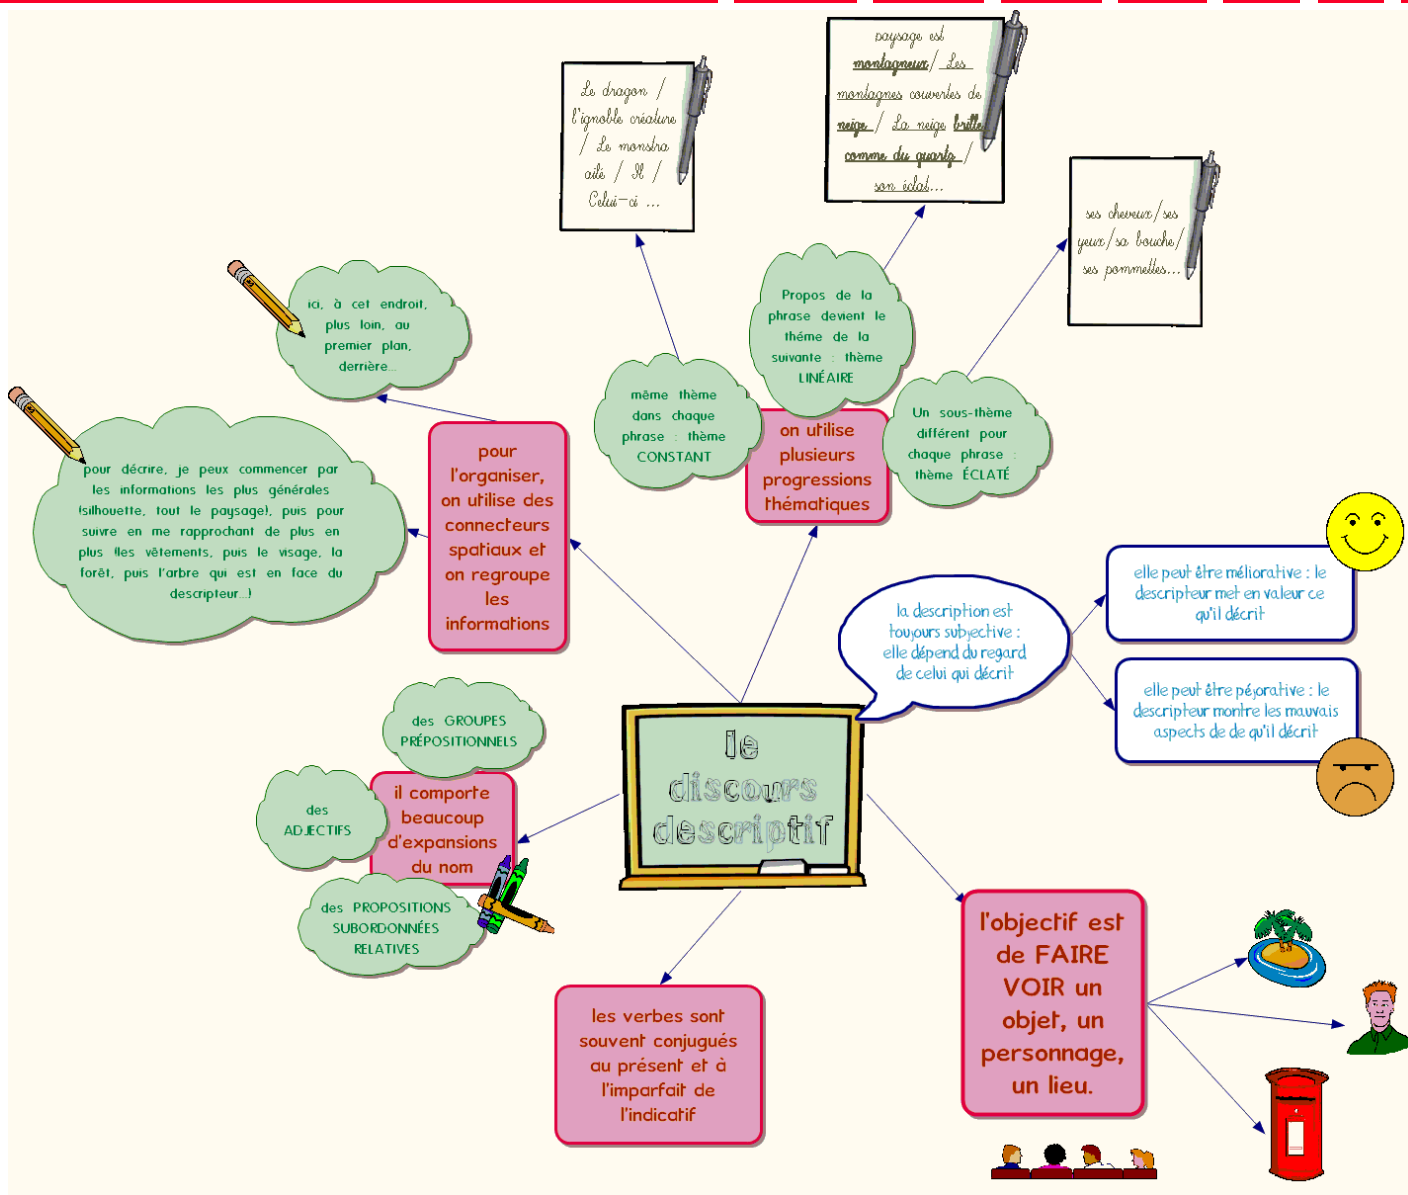 Le dragon /
l'ignoble créature
/ Le monstra
ailé / Il /
Celui-ci ...
paysage est
montagneux/ Les
montagnes couvertes de
neige / La neige brille
comme du quartz /
son éclat...
ses cheveux/ses
yeux/sa bouche/
ses pommettes...
ici, à cet endroit,
plus loin, au
premier plan,
derrière...
pour décrire, je peux commencer par
les informations les plus générales
(silhouette, tout le paysage), puis pour
suivre en me rapprochant de plus en
plus (les vêtements, puis le visage, la
forêt, puis l'arbre qui est en face du
descripteur...)
pour
l'organiser,
on utilise des
connecteurs
spatiaux et
on regroupe
les
informations
même thème
dans chaque
phrase : thème
CONSTANT
Propos de la
phrase devient le
théme de la
suivante : thème
LINÉAIRE
Un sous-thème
différent pour
chaque phrase :
thème ÉCLATÉ
on utilise
plusieurs
progressions
thématiques
la description est
toujours subjective :
elle dépend du regard
de celui qui décrit
elle peut être méliorative : le
descripteur met en valeur ce
qu'il décrit
elle peut être péjorative : le
descripteur montre les mauvais
aspects de de qu'il décrit
le
discours
descriptif
des GROUPES
PRÉPOSITIONNELS
des
ADJECTIFS
il comporte
beaucoup
d'expansions
du nom
des PROPOSITIONS
SUBORDONNÉES
RELATIVES
les verbes sont
souvent conjugués
au présent et à
l'imparfait de
l'indicatif
l'objectif est
de FAIRE
VOIR un
objet, un
personnage,
un lieu.